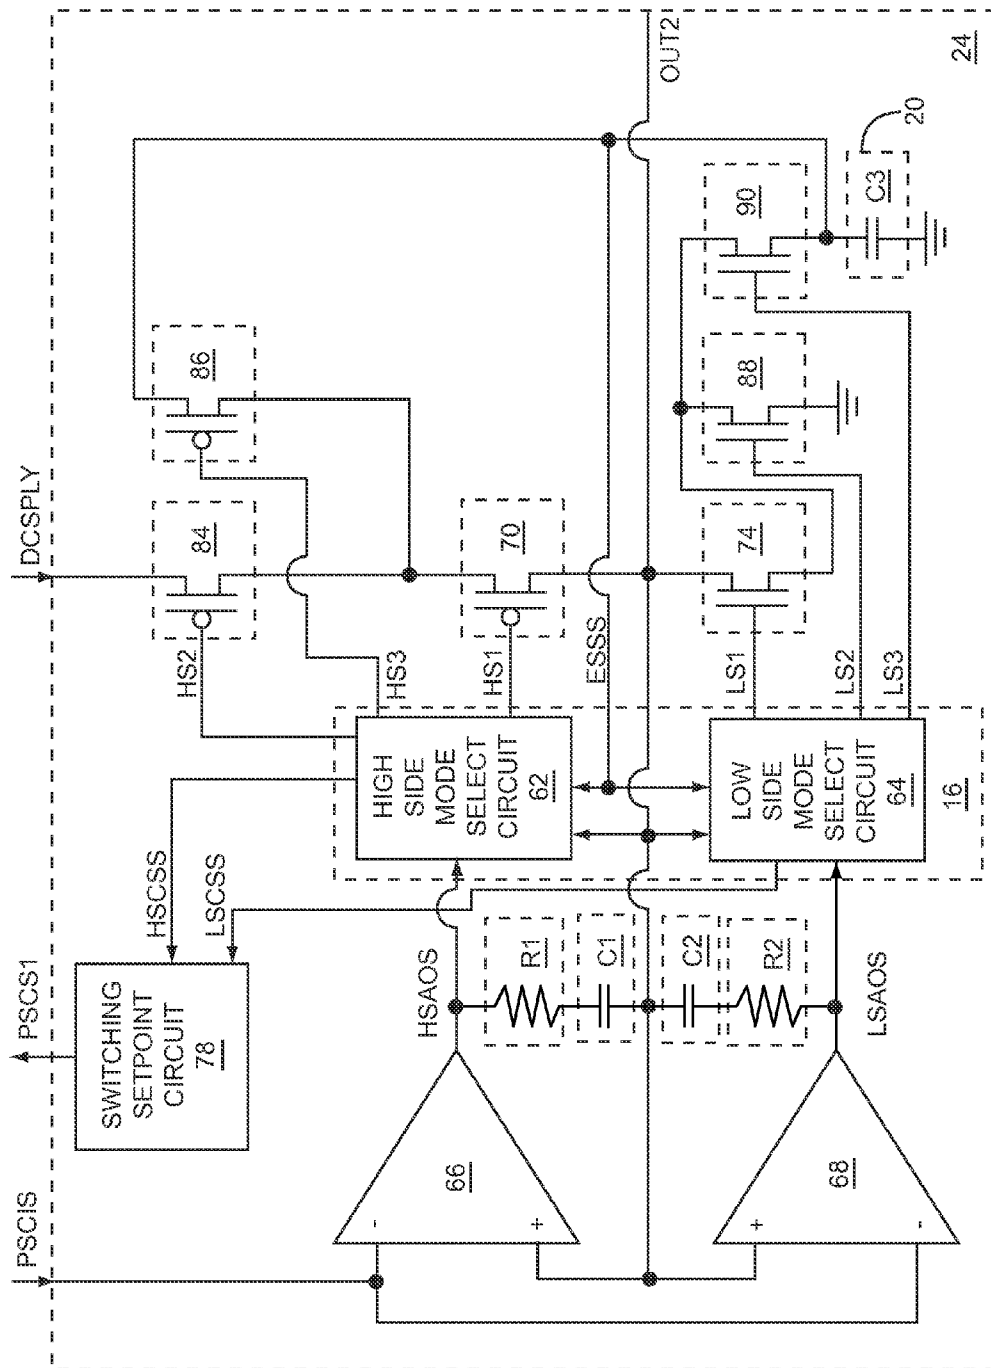 PSCIS
PSCS1
DCSPLY
SWITCHING
SETPOINT
CIRCUIT
78
HSCSS
LSCSS
HS2
84
86
HS3
HS1
70
66
-
+
HSAOS
R1
C1
HIGH
SIDE
MODE
SELECT
CIRCUIT
62
ESSS
OUT2
C2
R2
LSAOS
68
+
-
LOW
SIDE
MODE
SELECT
CIRCUIT
64
16
LS1
74
88
90
LS2
LS3
C3
20
24